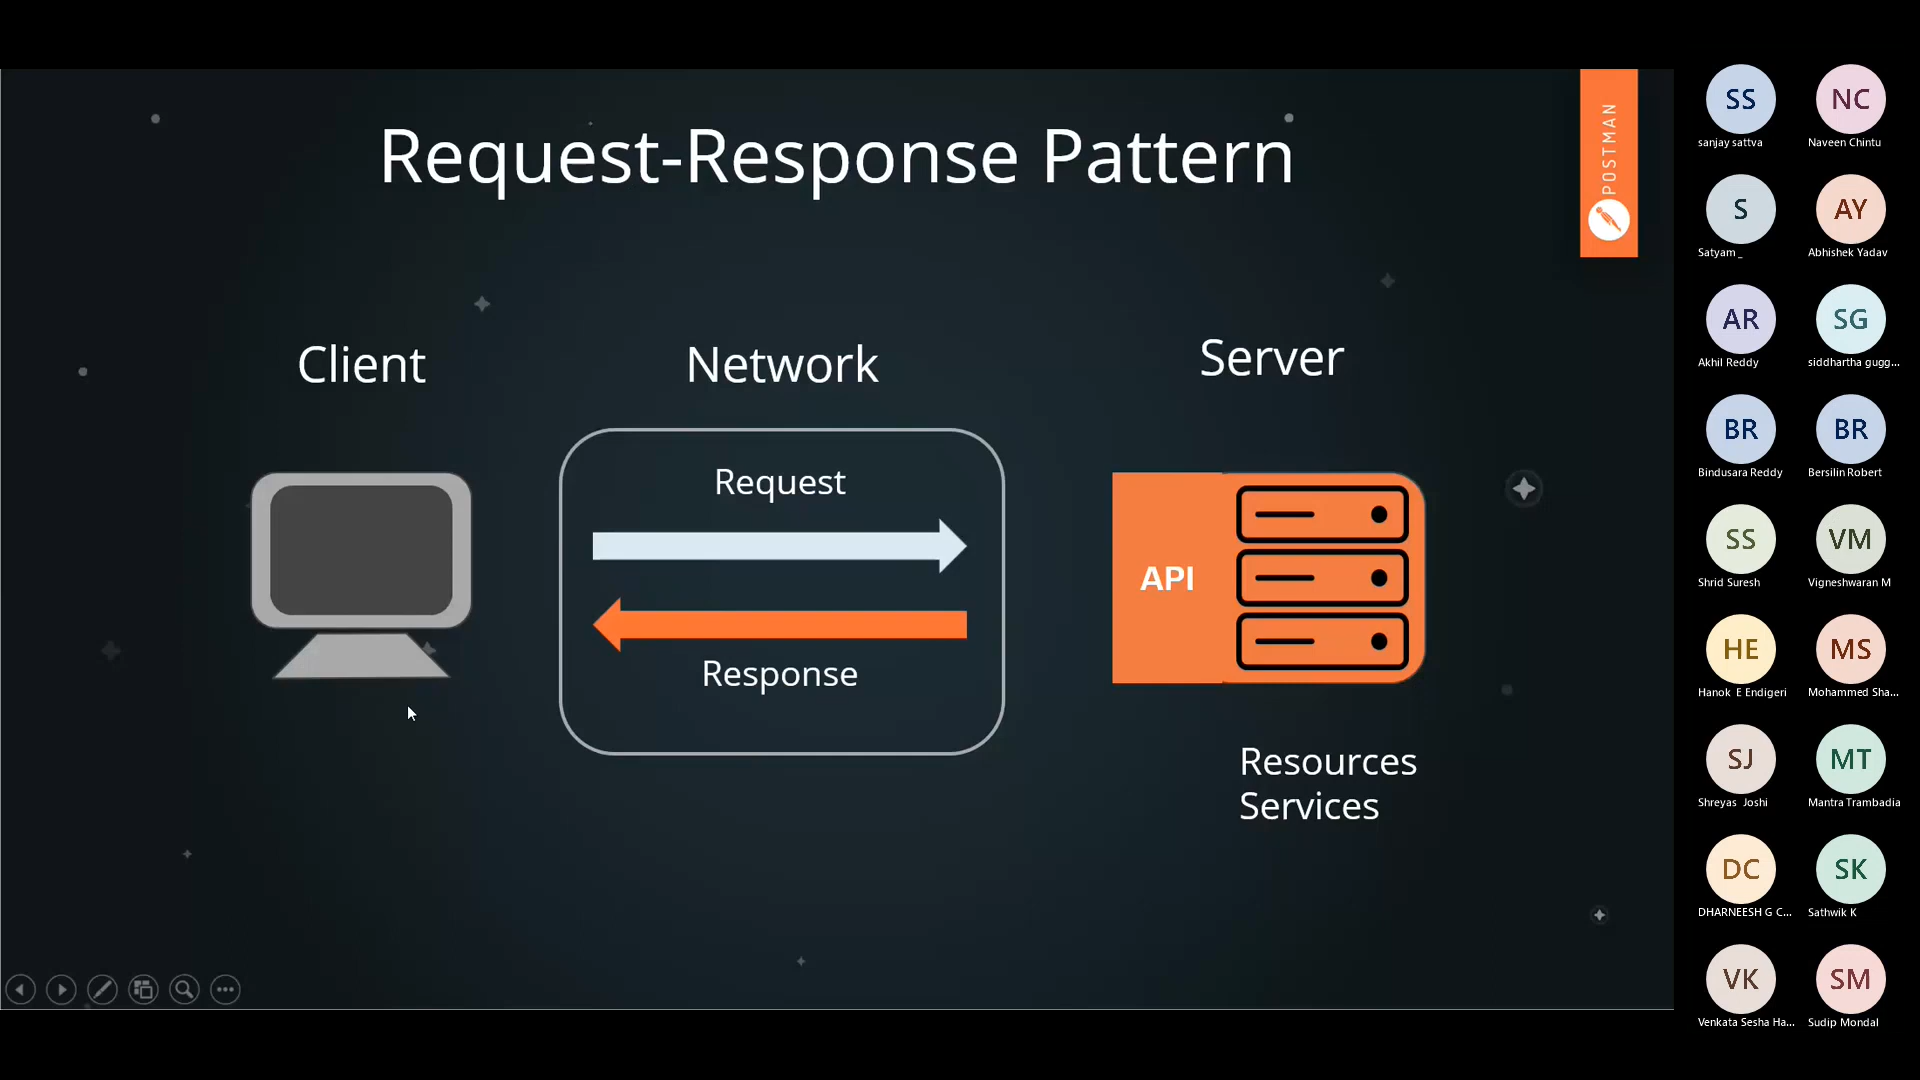 Request-Response Pattern
POSTMAN
Client
Network
Server
Request
Response
API
Resources
Services
SS
NC
sanjay sattva
Naveen Chintu
S
AY
Satyam _
Abhishek Yadav
AR
SG
Akhil Reddy
siddhartha gugg...
BR
BR
Bindusara Reddy
Bersilin Robert
SS
VM
Shrid Suresh
Vigneshwaran M
HE
MS
Hanok E Endigeri
Mohammed Sha...
SJ
MT
Shreyas Joshi
Mantra Trambadia
DC
SK
DHARNEESH G C...
Sathwik K
VK
SM
Venkata Sesha Ha...
Sudip Mondal